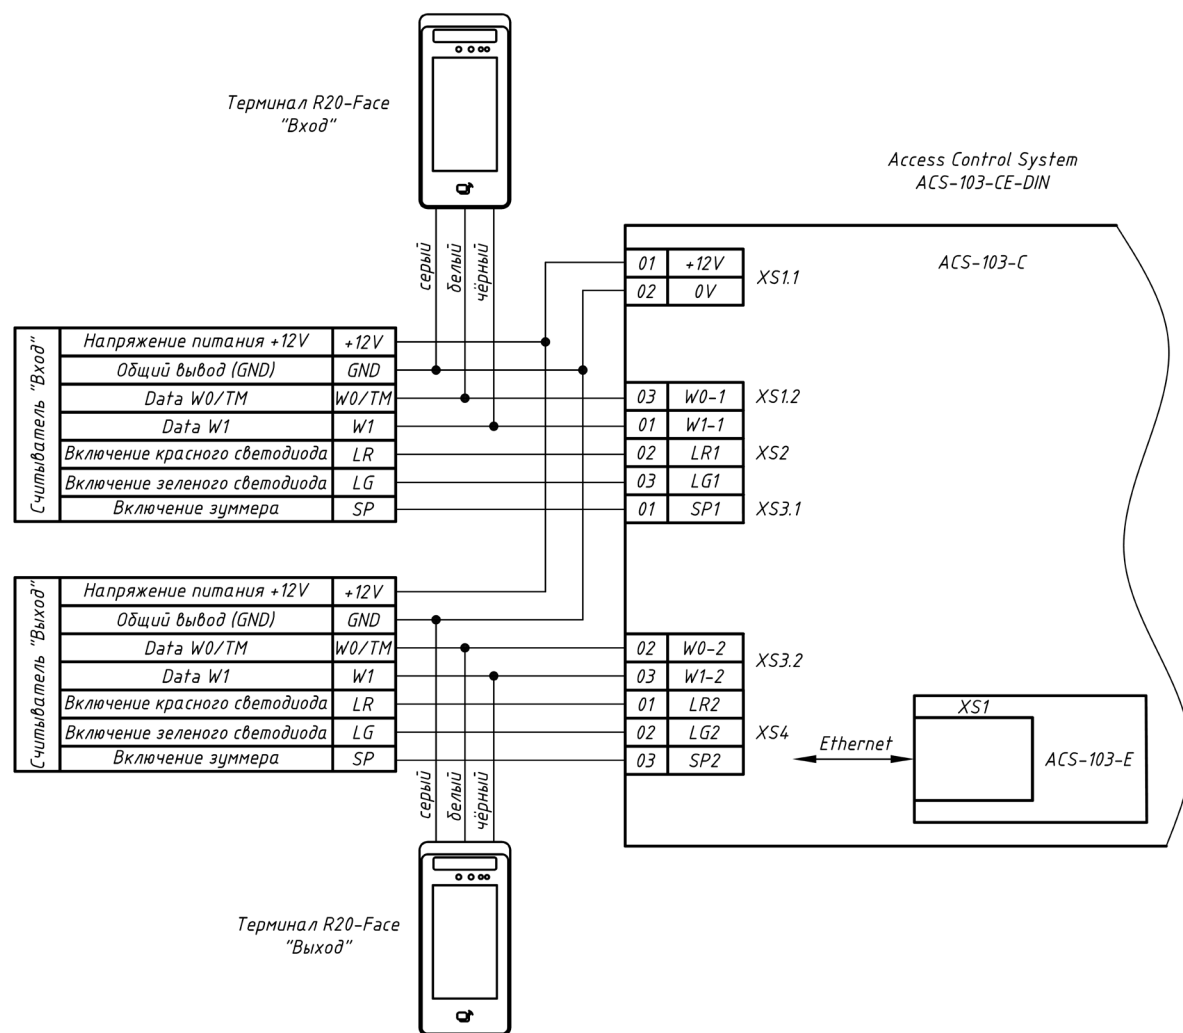 Терминал R20-Face
"Вход"
Access Control System
ACS-103-CE-DIN
серый
белый
чёрный
01 +12V
02 0V
XS1.1
ACS-103-C
Считыватель "Вход"
Напряжение питания +12V +12V
Общий вывод (GND) GND
Data W0/TM W0/TM
Data W1 W1
Включение красного светодиода LR
Включение зеленого светодиода LG
Включение зуммера SP
03 W0-1 XS1.2
01 W1-1
02 LR1 XS2
03 LG1
01 SP1 XS3.1
Считыватель "Выход"
Напряжение питания +12V +12V
Общий вывод (GND) GND
Data W0/TM W0/TM
Data W1 W1
Включение красного светодиода LR
Включение зеленого светодиода LG
Включение зуммера SP
02 W0-2
03 W1-2
XS3.2
01 LR2
02 LG2 XS4
03 SP2
Ethernet
XS1
ACS-103-E
серый
белый
чёрный
Терминал R20-Face
"Выход"